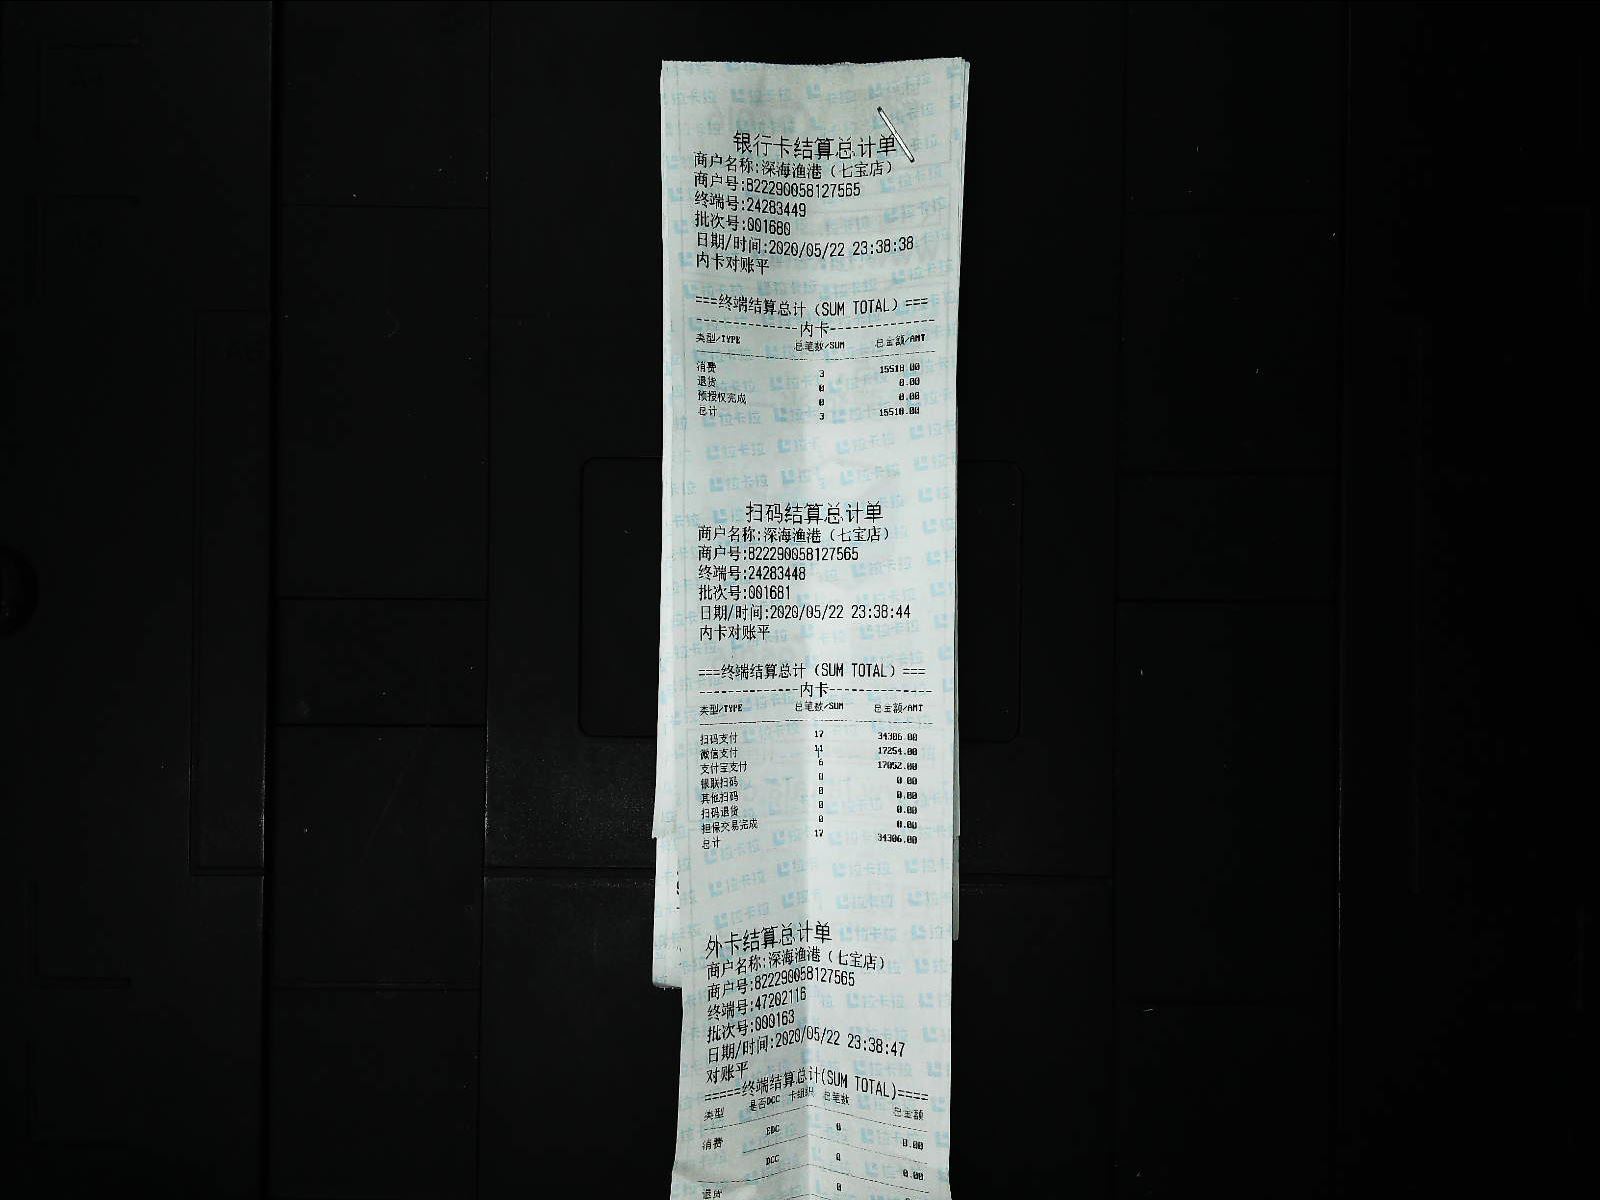 银行卡结算总计单
商户名称:深海渔港（七宝店）
商户号:822290058127565
终端号:24283449
批次号:001680
日期/时间:2020/05/22 23:38:38
内卡对账平
===终端结算总计（SUM TOTAL）===
--------------内卡--------------
类型/TYPE 总笔数/SUM 总金额/AMT
消费 3 15518.00
退货 0 0.00
预授权完成 0 0.00
总计 3 15518.00
扫码结算总计单
商户名称:深海渔港（七宝店）
商户号:822290058127565
终端号:24283448
批次号:001681
日期/时间:2020/05/22 23:38:44
内卡对账平
===终端结算总计（SUM TOTAL）===
--------------内卡--------------
类型/TYPE 总笔数/SUM 总金额/AMT
扫码支付 17 34306.00
微信支付 11 17254.00
支付宝支付 6 17052.00
银联扫码 0 0.00
其他扫码 0 0.00
扫码退货 0 0.00
担保交易完成 0 0.00
总计 17 34306.00
外卡结算总计单
商户名称:深海渔港（七宝店）
商户号:822290058127565
终端号:47202116
批次号:000163
日期/时间:2020/05/22 23:38:47
对账平
=====终端结算总计(SUM TOTAL)====
类型 是否DCC 卡组织 总笔数 总金额
消费 EDC 0 0.00
DCC 0 0.00
退货 0